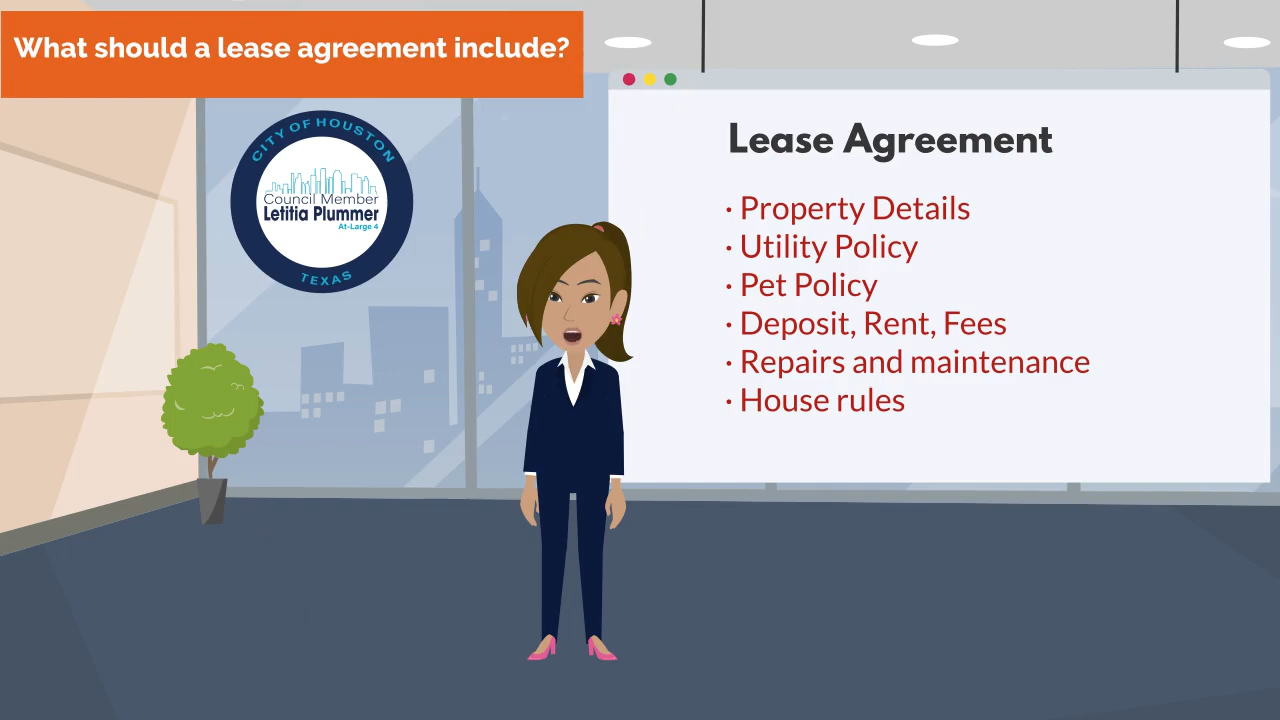 What should a lease agreement include?
CITY OF HOUSTON
Council Member
Letitia Plummer
At-Large 4
TEXAS
Lease Agreement
· Property Details
· Utility Policy
· Pet Policy
· Deposit, Rent, Fees
· Repairs and maintenance
· House rules